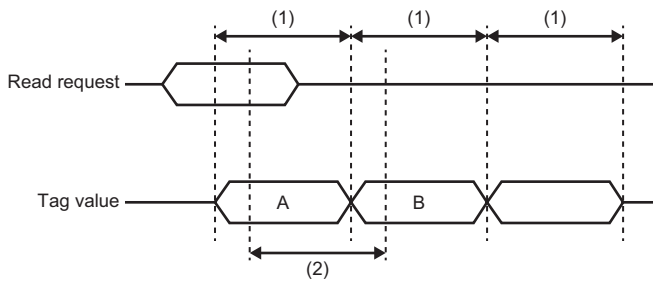 (1) (1) (1)
Read request
Tag value A B
(2)